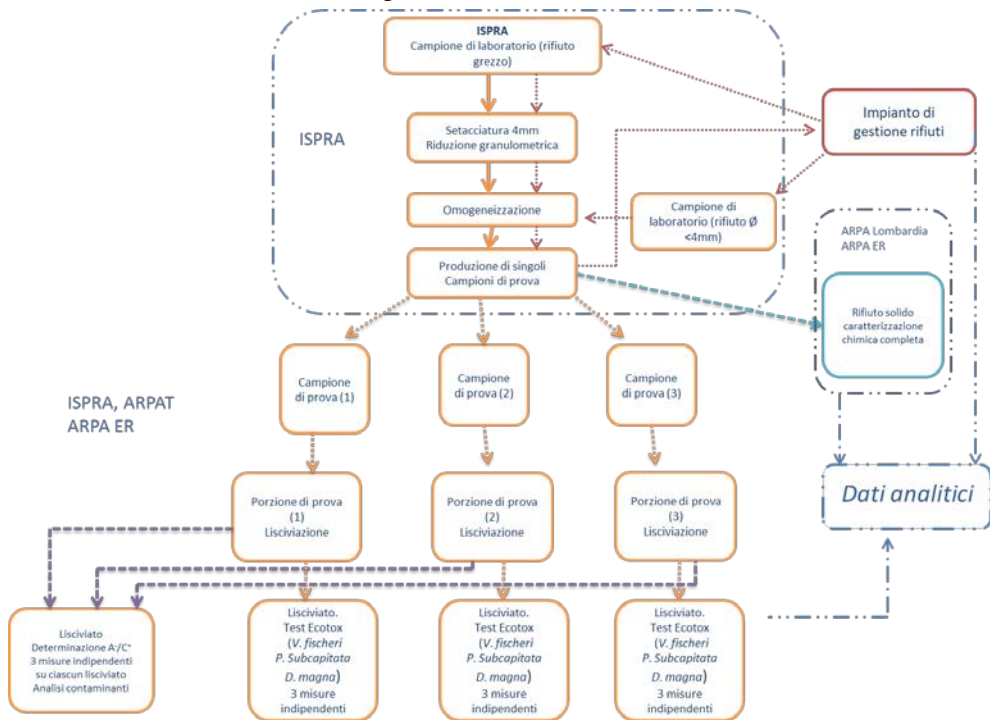 ISPRA
Campione di laboratorio (rifiuto
grezzo)
ISPRA
Setacciatura 4mm
Riduzione granulometrica
Impianto di
gestione rifiuti
Omogeneizzazione
Campione di
laboratorio (rifiuto Ø
<4mm)
ARPA Lombardia
ARPA ER
Produzione di singoli
Campioni di prova
Rifiuto solido
caratterizzazione
chimica completa
Campione
di prova (1)
Campione
di prova (2)
Campione
di prova (3)
ISPRA, ARPAT
ARPA ER
Porzione di prova
(1)
Lisciviazione
Porzione di prova
(2)
Lisciviazione
Porzione di prova
(3)
Lisciviazione
Dati analitici
Lisciviato
Determinazione A⁻/C⁺
3 misure indipendenti
su ciascun lisciviato
Analisi contaminanti
Lisciviato.
Test Ecotox
(V. fischeri
P. Subcapitata
D. magna)
3 misure
indipendenti
Lisciviato.
Test Ecotox
(V. fischeri
P. Subcapitata
D. magna)
3 misure
indipendenti
Lisciviato.
Test Ecotox
(V. fischeri
P. Subcapitata
D. magna)
3 misure
indipendenti